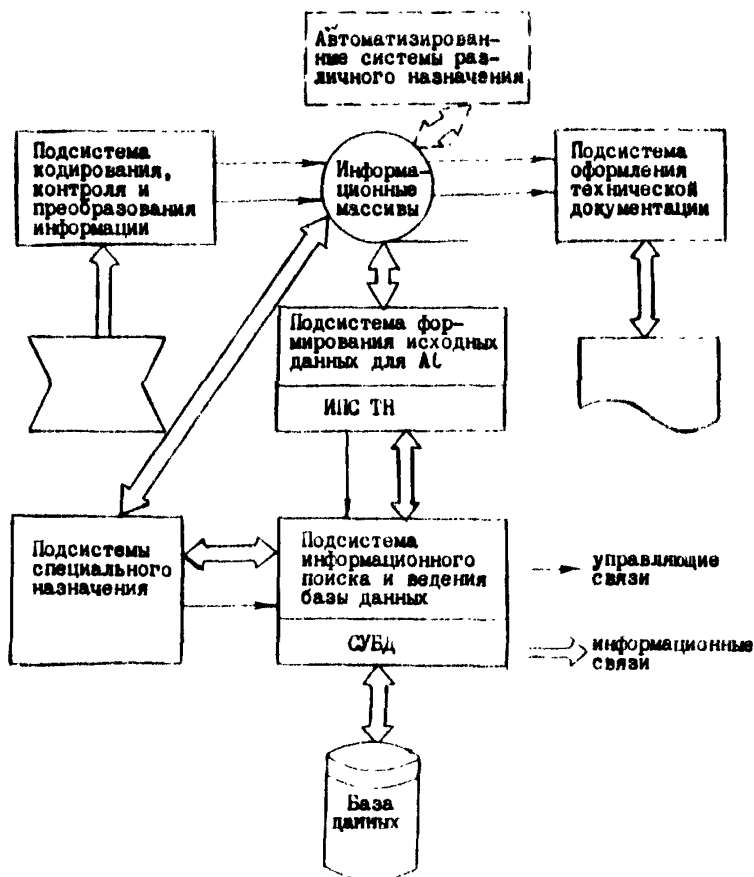 Автоматизирован-
ные системы раз-
личного назначения
Подсистема
кодирования,
контроля и
преобразования
информации
Информа-
ционные
массивы
Подсистема
оформления
технической
документации
Подсистема фор-
мирования исходных
данных для АС
ИПС ТН
Подсистемы
специального
назначения
Подсистема
информационного
поиска и ведения
базы данных
СУБД
управляющие
связи
информационные
связи
База
данных